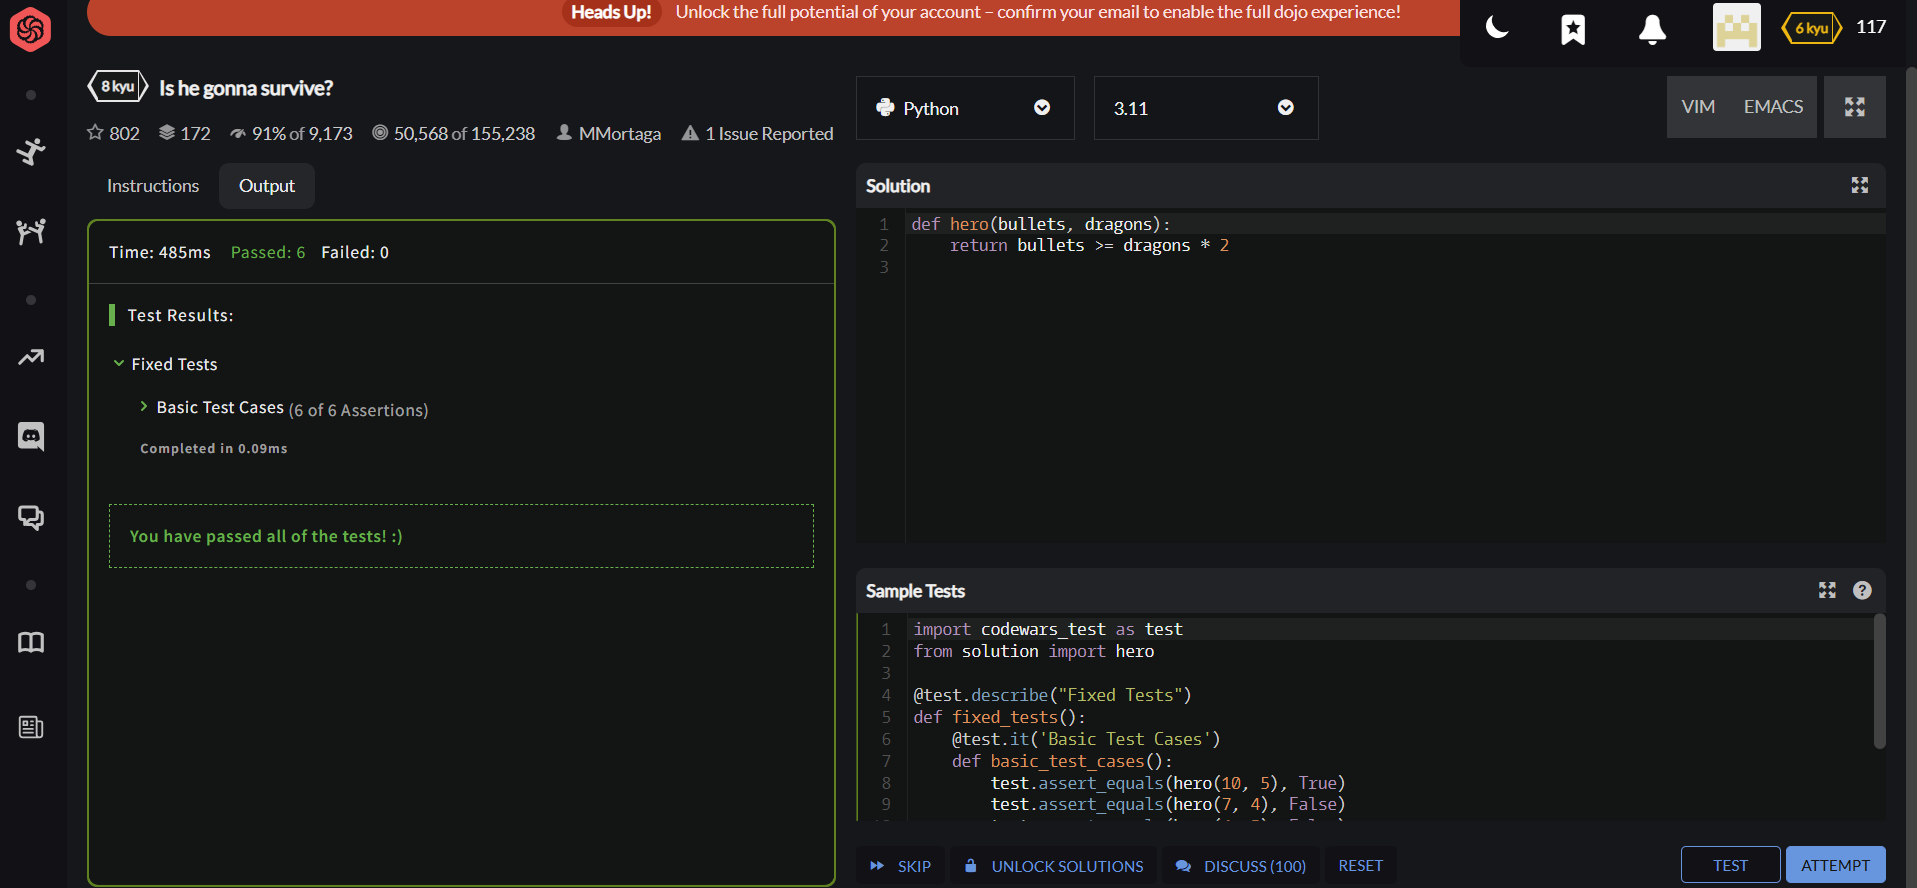 Heads Up! Unlock the full potential of your account – confirm your email to enable the full dojo experience!
6 kyu 117
8 kyu Is he gonna survive?
802 172 91% of 9,173 50,568 of 155,238 MMortaga 1 Issue Reported
Python 3.11 VIM EMACS
Instructions Output
Time: 485ms Passed: 6 Failed: 0
Test Results:
Fixed Tests
Basic Test Cases (6 of 6 Assertions)
Completed in 0.09ms
You have passed all of the tests! :)
Solution
1 def hero(bullets, dragons):
2     return bullets >= dragons * 2
3
Sample Tests ?
1 import codewars_test as test
2 from solution import hero
3
4 @test.describe("Fixed Tests")
5 def fixed_tests():
6     @test.it('Basic Test Cases')
7     def basic_test_cases():
8         test.assert_equals(hero(10, 5), True)
9         test.assert_equals(hero(7, 4), False)
SKIP UNLOCK SOLUTIONS DISCUSS (100) RESET TEST ATTEMPT